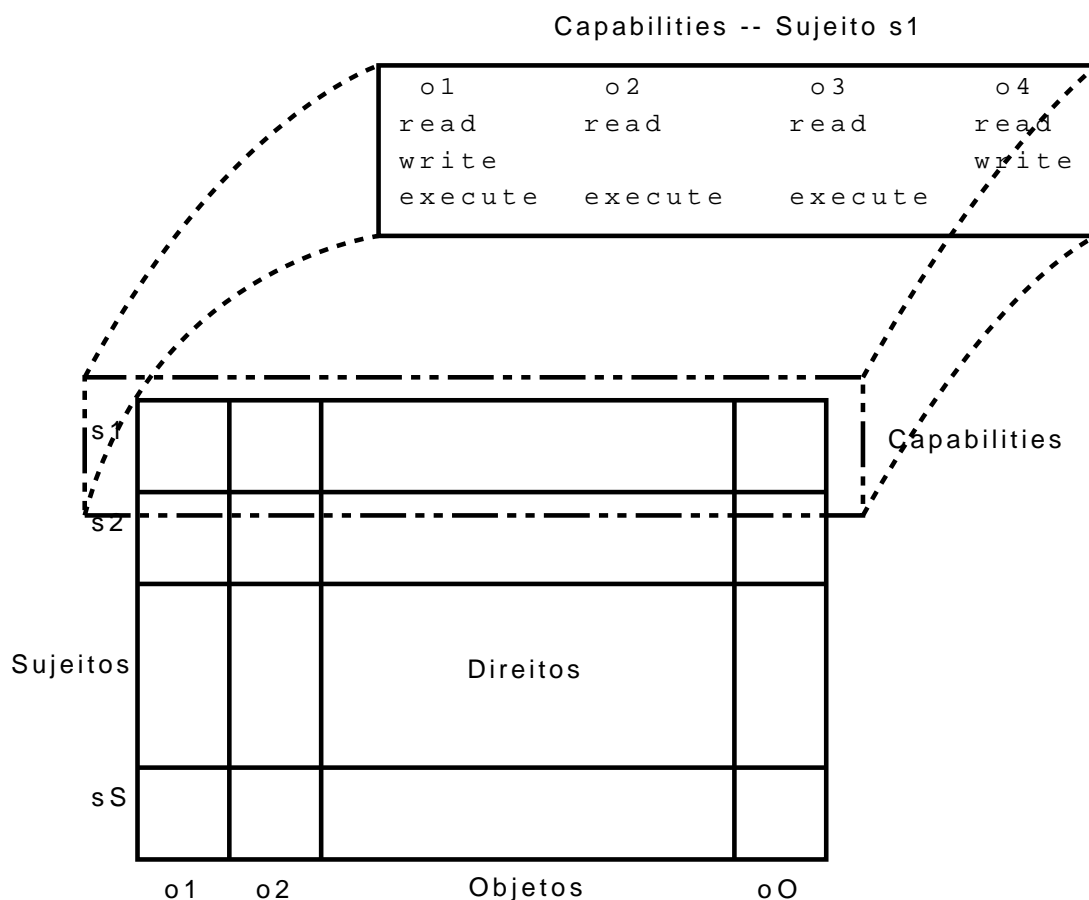 Capabilities -- Sujeito s1
o1 o2 o3 o4
read read read read
write write
execute execute execute
s1
Capabilities
s2
Sujeitos
Direitos
sS
o1 o2 Objetos oO